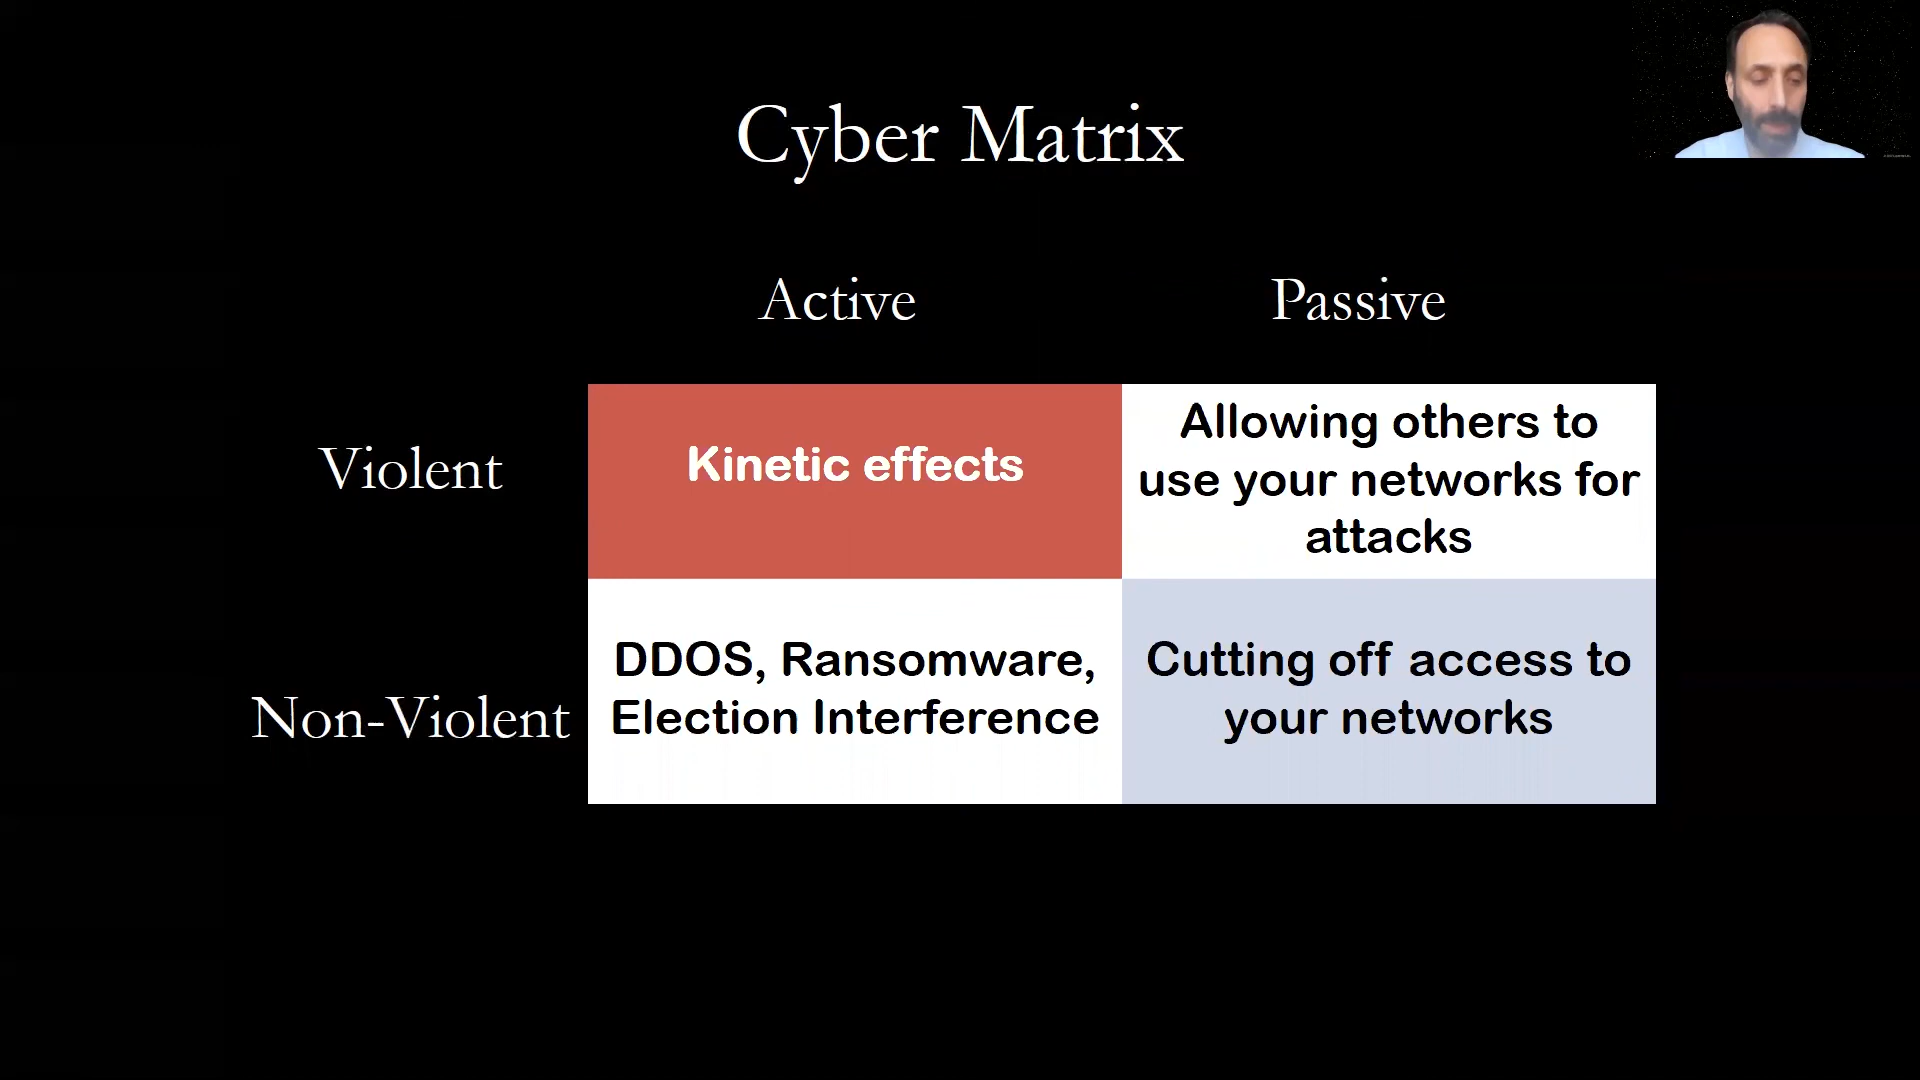 Cyber Matrix
Active
Passive
Violent
Kinetic effects
Allowing others to
use your networks for
attacks
Non-Violent
DDOS, Ransomware,
Election Interference
Cutting off access to
your networks